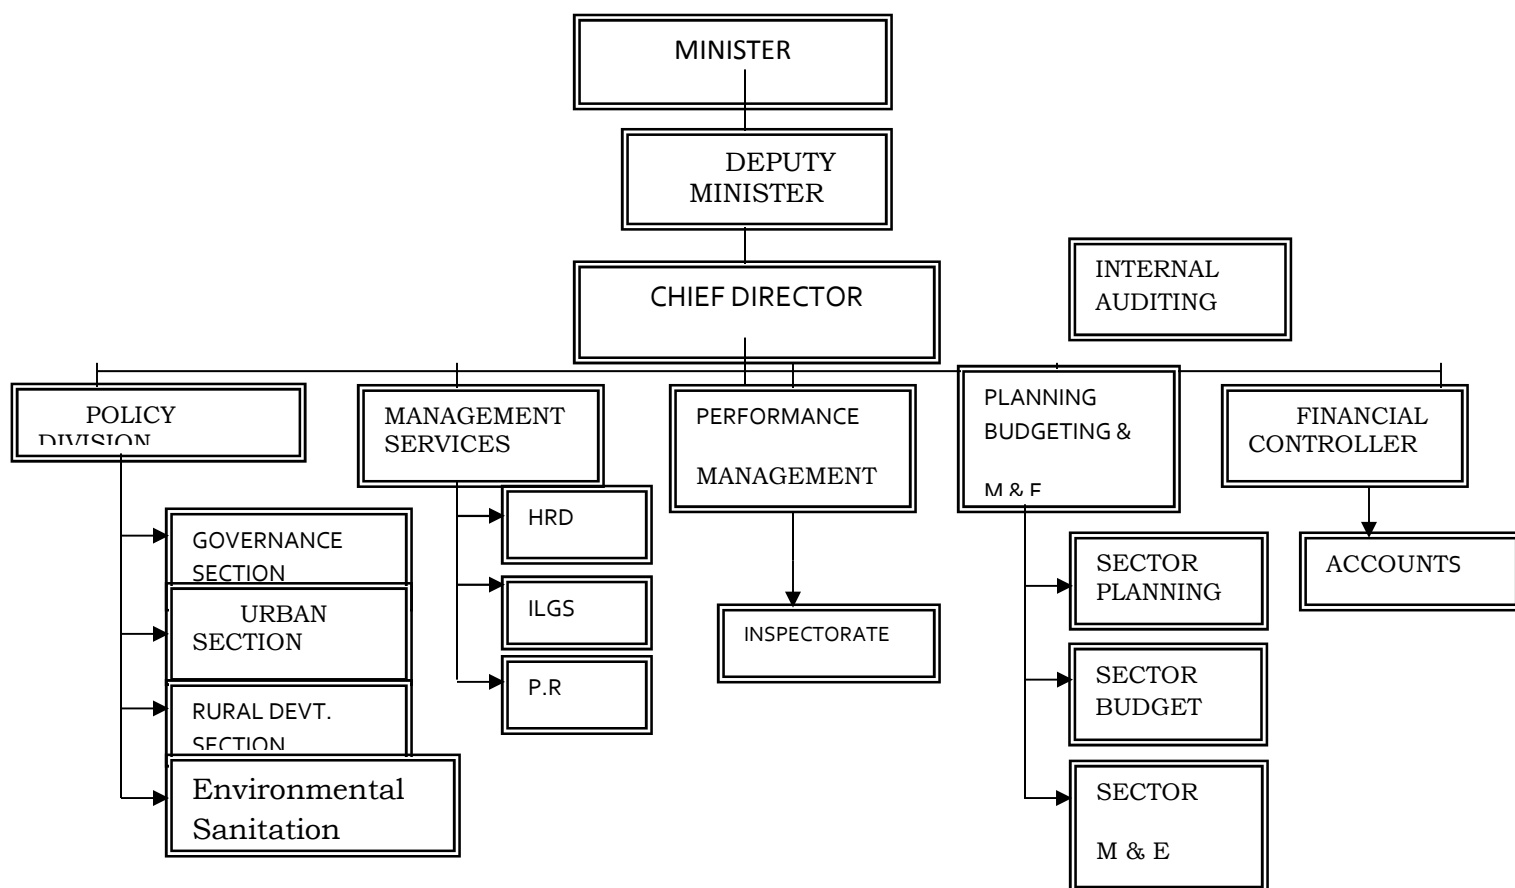 MINISTER
DEPUTY
MINISTER
CHIEF DIRECTOR
INTERNAL
AUDITING
POLICY
DIVISION
MANAGEMENT
SERVICES
PERFORMANCE
MANAGEMENT
PLANNING
BUDGETING &
M & E
FINANCIAL
CONTROLLER
GOVERNANCE
SECTION
URBAN
SECTION
RURAL DEVT.
SECTION
Environmental
Sanitation
HRD
ILGS
P.R
INSPECTORATE
SECTOR
PLANNING
SECTOR
BUDGET
SECTOR
M & E
ACCOUNTS